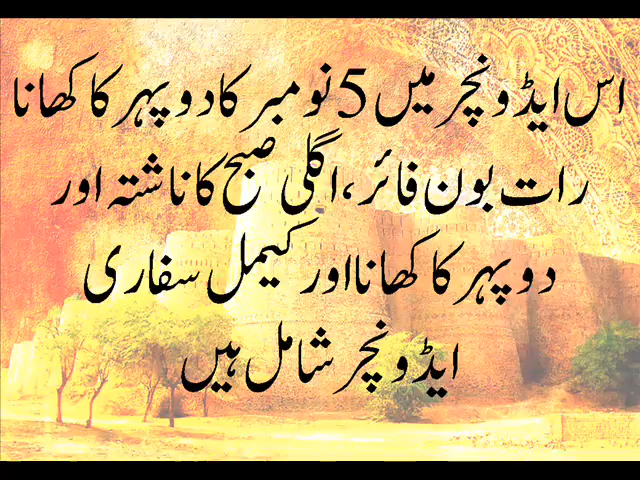 اس ایڈونچر میں 5 نومبر کا دوپہر کا کھانا
رات بون فائر، اگلی صبح کا ناشتہ اور
دوپہر کا کھانا اور کیمل سفاری
ایڈونچر شامل ہیں